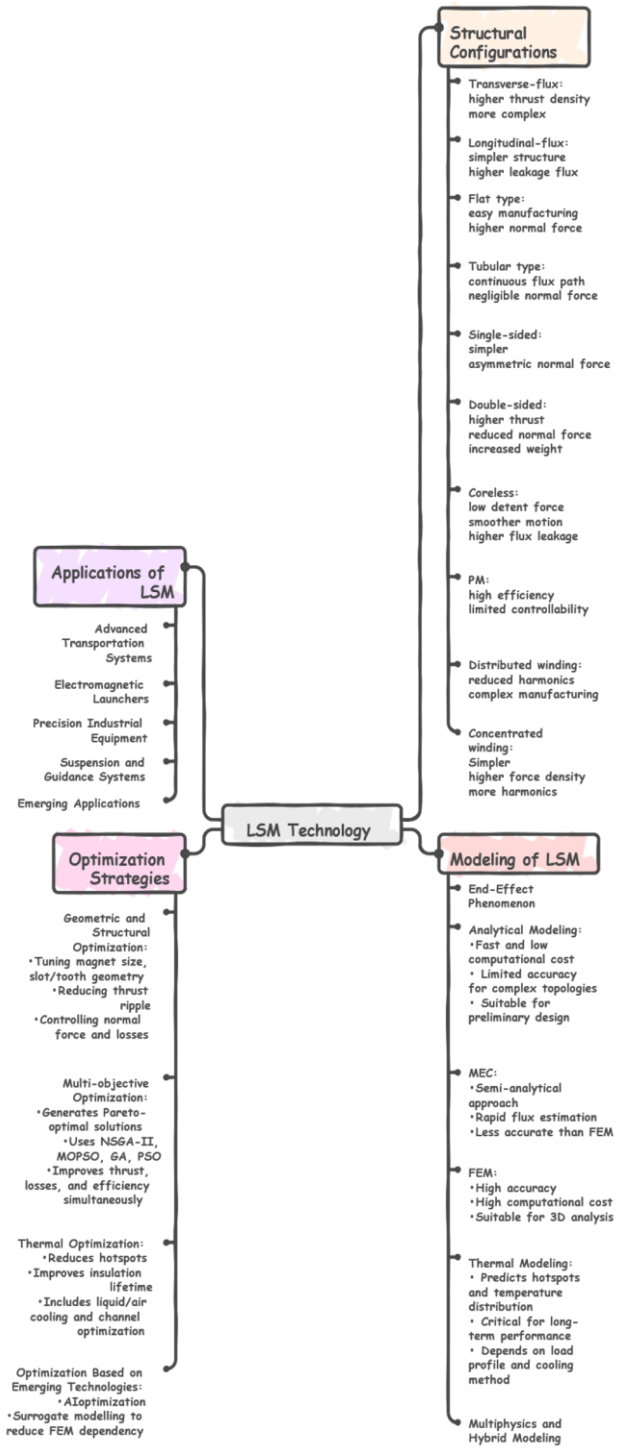 Structural
Configurations
Transverse-flux:
higher thrust density
more complex
Longitudinal-flux:
simpler structure
higher leakage flux
Flat type:
easy manufacturing
higher normal force
Tubular type:
continuous flux path
negligible normal force
Single-sided:
simpler
asymmetric normal force
Double-sided:
higher thrust
reduced normal force
increased weight
Coreless:
low detent force
smoother motion
higher flux leakage
PM:
high efficiency
limited controllability
Distributed winding:
reduced harmonics
complex manufacturing
Concentrated
winding:
Simpler
higher force density
more harmonics
Applications of
LSM
Advanced
Transportation
Systems
Electromagnetic
Launchers
Precision Industrial
Equipment
Suspension and
Guidance Systems
Emerging Applications
LSM Technology
Optimization
Strategies
Geometric and
Structural
Optimization:
•Tuning magnet size,
slot/tooth geometry
•Reducing thrust
ripple
•Controlling normal
force and losses
Multi-objective
Optimization:
•Generates Pareto-
optimal solutions
•Uses NSGA-II,
MOPSO, GA, PSO
•Improves thrust,
losses, and efficiency
simultaneously
Thermal Optimization:
•Reduces hotspots
•Improves insulation
lifetime
•Includes liquid/air
cooling and channel
optimization
Optimization Based on
Emerging Technologies:
•AIoptimization
•Surrogate modelling to
reduce FEM dependency
Modeling of LSM
End-Effect
Phenomenon
Analytical Modeling:
•Fast and low
computational cost
• Limited accuracy
for complex topologies
• Suitable for
preliminary design
MEC:
•Semi-analytical
approach
•Rapid flux estimation
•Less accurate than FEM
FEM:
•High accuracy
•High computational cost
•Suitable for 3D analysis
Thermal Modeling:
• Predicts hotspots
and temperature
distribution
• Critical for long-
term performance
• Depends on load
profile and cooling
method
Multiphysics and
Hybrid Modeling